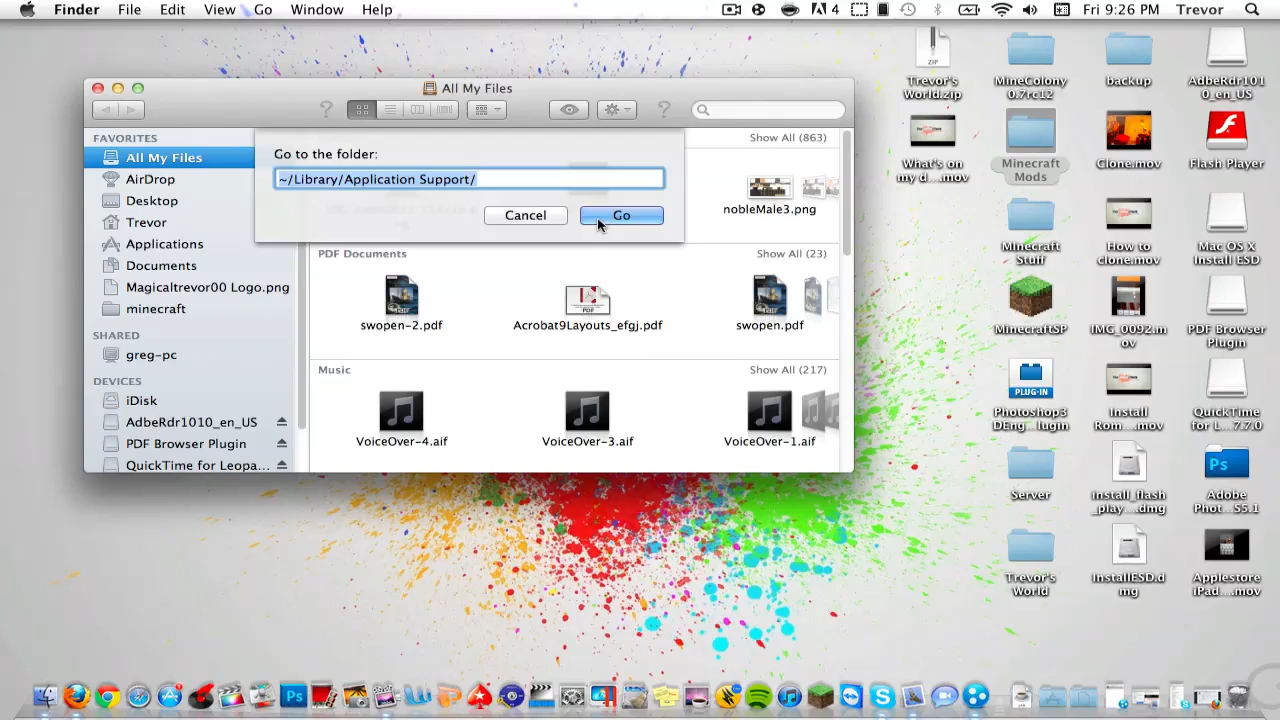 Finder File Edit View Go Window Help 4 Fri 9:26 PM Trevor
All My Files
FAVORITES
All My Files
AirDrop
Desktop
Trevor
Applications
Documents
Magicaltrevor00 Logo.png
minecraft
SHARED
greg-pc
DEVICES
iDisk
AdbeRdr1010_en_US
PDF Browser Plugin
QuickTime for Leopa...
Go to the folder:
~/Library/Application Support/
Cancel Go
Show All (863)
nobleMale3.png
PDF Documents Show All (23)
swopen-2.pdf Acrobat9Layouts_efgj.pdf swopen.pdf
PDF
Music Show All (217)
VoiceOver-4.aif VoiceOver-3.aif VoiceOver-1.aif
ZIP
Trevor's
World.zip
MineColony
0.7rc12
backup
AdbeRdr101
0_en_US
What's on
my d....mov
Minecraft
Mods
Clone.mov
Flash Player
Minecraft
Stuff
How to
clone.mov
Mac OS X
Install ESD
MinecraftSP
IMG_0092.m
ov
PDF Browser
Plugin
PLUG-IN
Photoshop3
DEng...lugin
Install
Rom....mov
QuickTime
for L...7.7.0
Server
install_flash
_play....dmg
Ps
Adobe
Phot...S5.1
Trevor's
World
InstallESD.d
mg
Applestore
iPad....mov
Ps